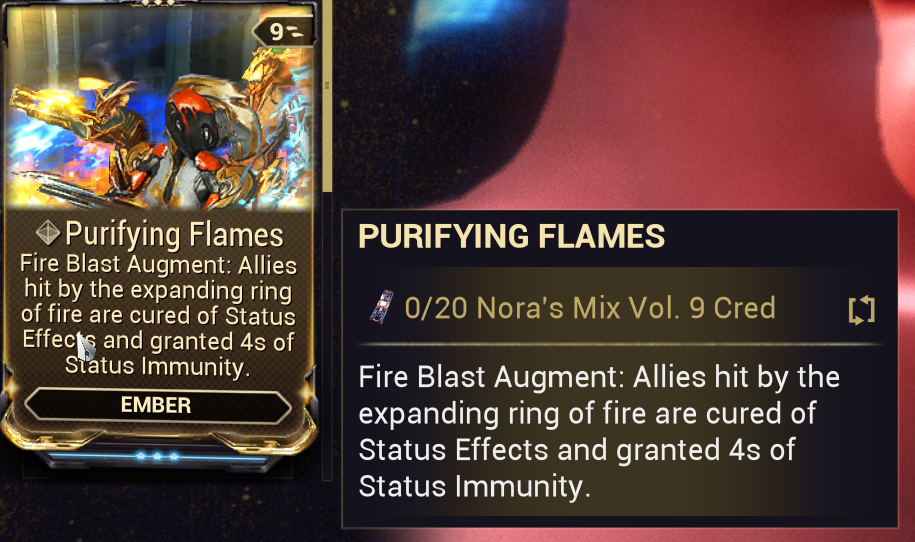 9
Purifying Flames
Fire Blast Augment: Allies
hit by the expanding ring
of fire are cured of Status
Effects and granted 4s of
Status Immunity.
EMBER
PURIFYING FLAMES
0/20 Nora's Mix Vol. 9 Cred
Fire Blast Augment: Allies hit by the
expanding ring of fire are cured of
Status Effects and granted 4s of
Status Immunity.